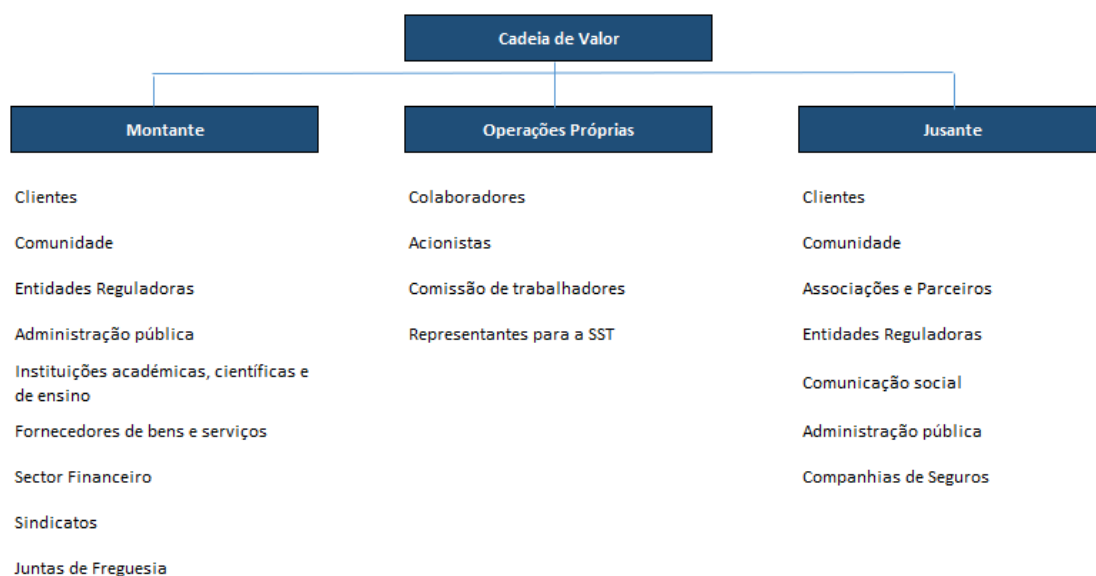 Cadeia de Valor
Montante
Operações Próprias
Jusante
Clientes
Comunidade
Entidades Reguladoras
Administração pública
Instituições académicas, científicas e
de ensino
Fornecedores de bens e serviços
Sector Financeiro
Sindicatos
Juntas de Freguesia
Colaboradores
Acionistas
Comissão de trabalhadores
Representantes para a SST
Clientes
Comunidade
Associações e Parceiros
Entidades Reguladoras
Comunicação social
Administração pública
Companhias de Seguros